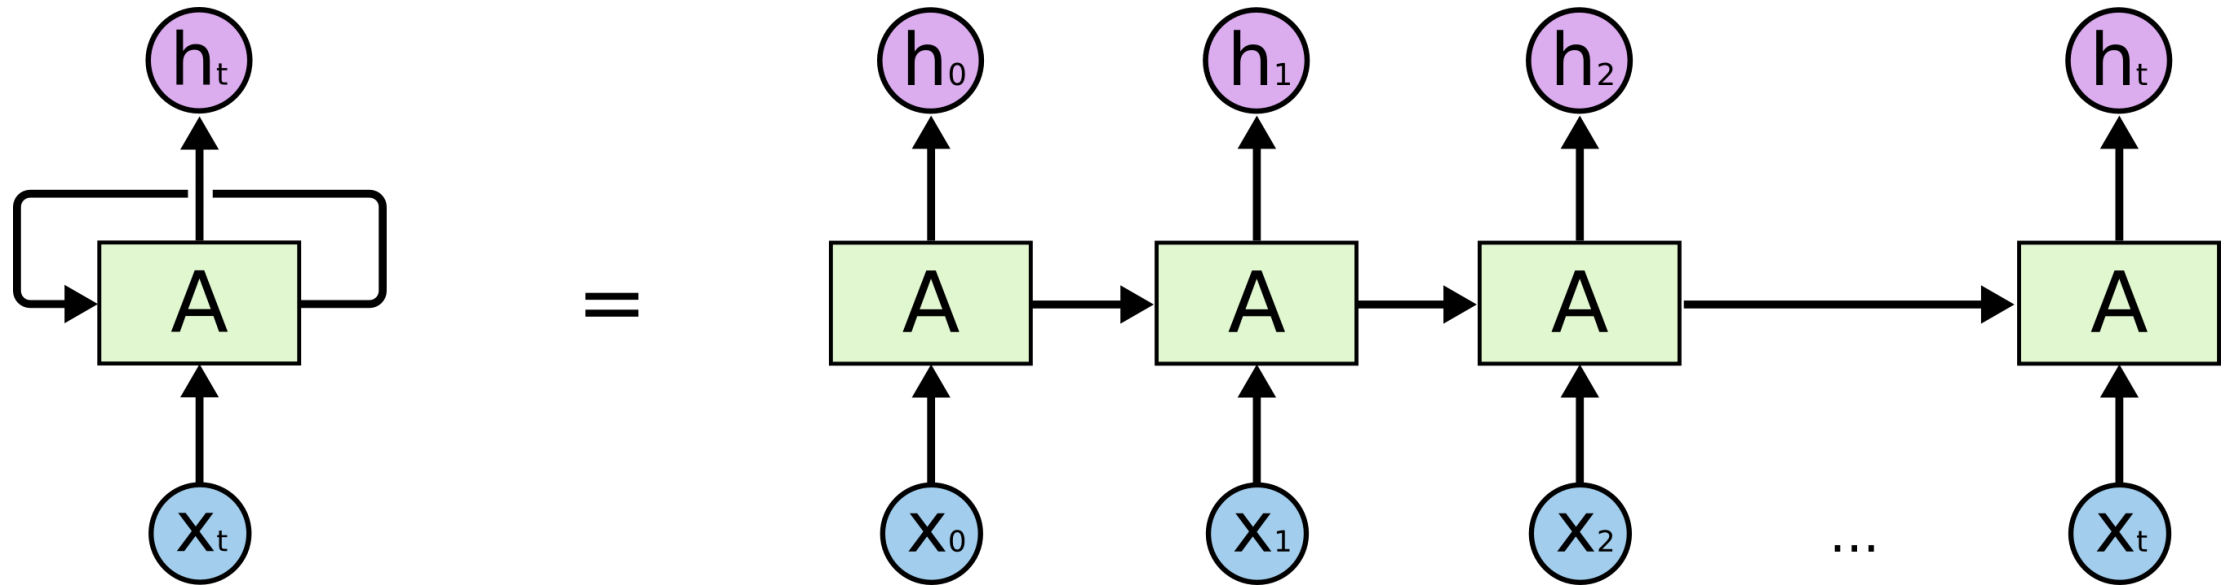 ht h0 h1 h2 ht
A = A A A A
xt x0 x1 x2 ... xt